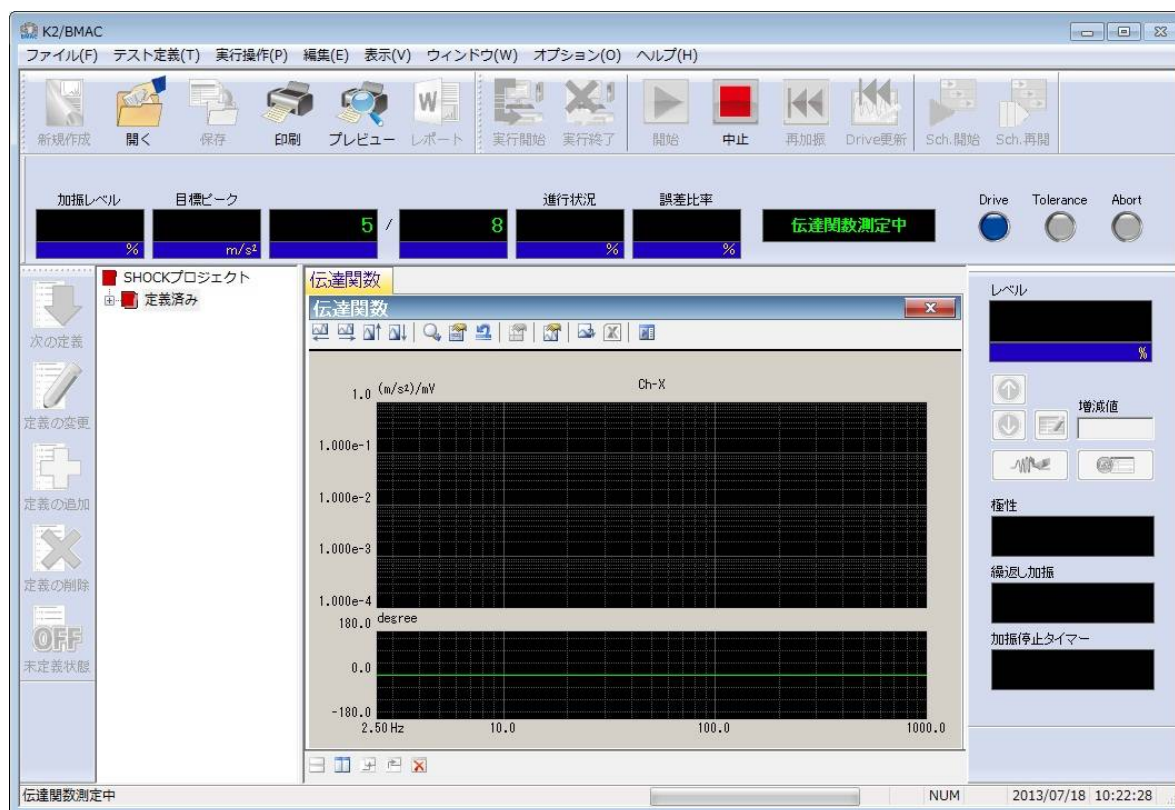 K2/BMAC
ファイル(F) テスト定義(T) 実行操作(P) 編集(E) 表示(V) ウィンドウ(W) オプション(O) ヘルプ(H)
新規作成 開く 保存 印刷 プレビュー レポート 実行開始 実行終了 開始 中止 再加振 Drive更新 Sch.開始 Sch.再開
加振レベル 目標ピーク 進行状況 誤差比率 Drive Tolerance Abort
5 / 8 伝達関数測定中
% m/s² % %
SHOCKプロジェクト
定義済み
次の定義
定義の変更
定義の追加
定義の削除
OFF
未定義状態
伝達関数
伝達関数
(m/s²)/mV Ch-X
1.0
1.000e-1
1.000e-2
1.000e-3
1.000e-4
180.0 degree
0.0
-180.0
2.50 Hz 10.0 100.0 1000.0
レベル
%
増減値
極性
繰返し加振
加振停止タイマー
伝達関数測定中 NUM 2013/07/18 10:22:28